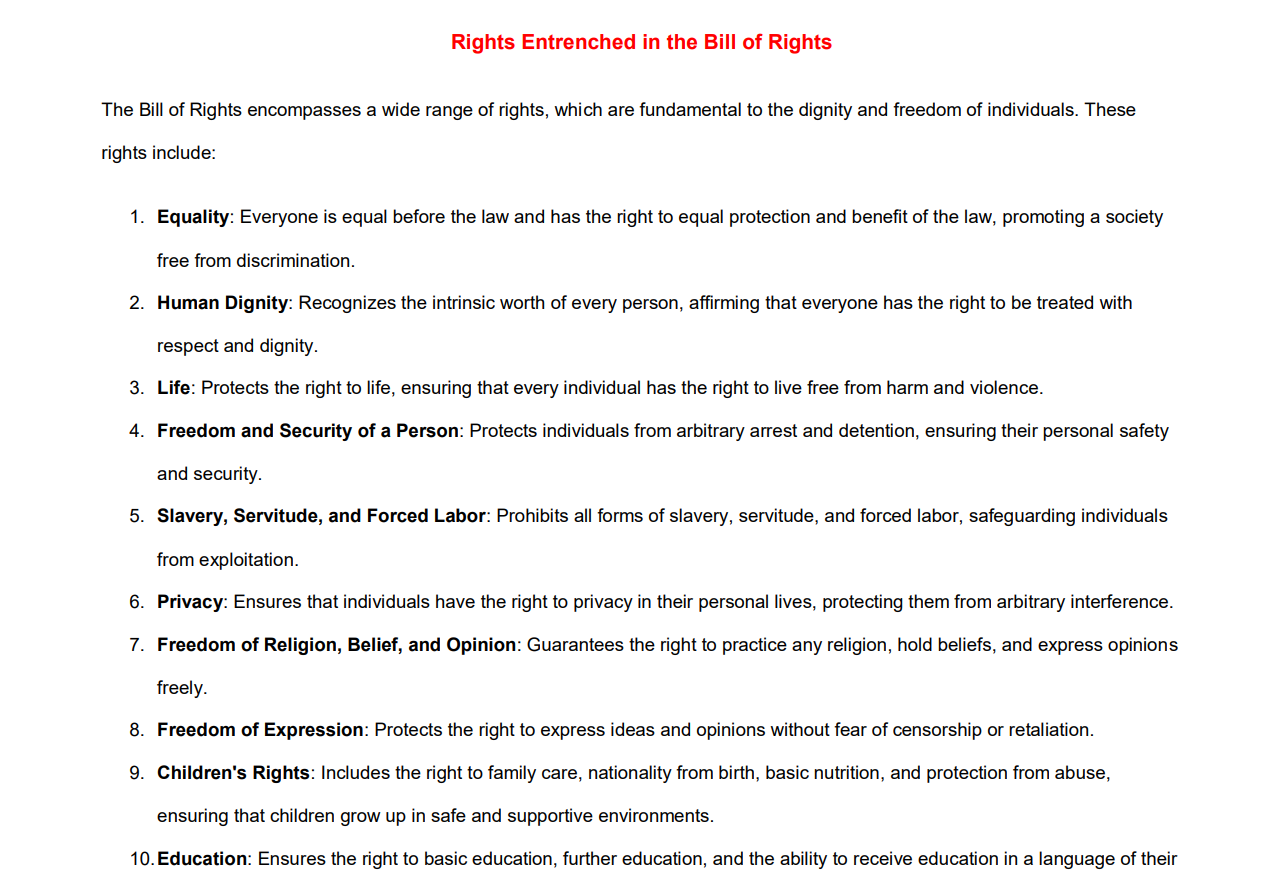 Rights Entrenched in the Bill of Rights
The Bill of Rights encompasses a wide range of rights, which are fundamental to the dignity and freedom of individuals. These
rights include:
1. Equality: Everyone is equal before the law and has the right to equal protection and benefit of the law, promoting a society
free from discrimination.
2. Human Dignity: Recognizes the intrinsic worth of every person, affirming that everyone has the right to be treated with
respect and dignity.
3. Life: Protects the right to life, ensuring that every individual has the right to live free from harm and violence.
4. Freedom and Security of a Person: Protects individuals from arbitrary arrest and detention, ensuring their personal safety
and security.
5. Slavery, Servitude, and Forced Labor: Prohibits all forms of slavery, servitude, and forced labor, safeguarding individuals
from exploitation.
6. Privacy: Ensures that individuals have the right to privacy in their personal lives, protecting them from arbitrary interference.
7. Freedom of Religion, Belief, and Opinion: Guarantees the right to practice any religion, hold beliefs, and express opinions
freely.
8. Freedom of Expression: Protects the right to express ideas and opinions without fear of censorship or retaliation.
9. Children's Rights: Includes the right to family care, nationality from birth, basic nutrition, and protection from abuse,
ensuring that children grow up in safe and supportive environments.
10. Education: Ensures the right to basic education, further education, and the ability to receive education in a language of their